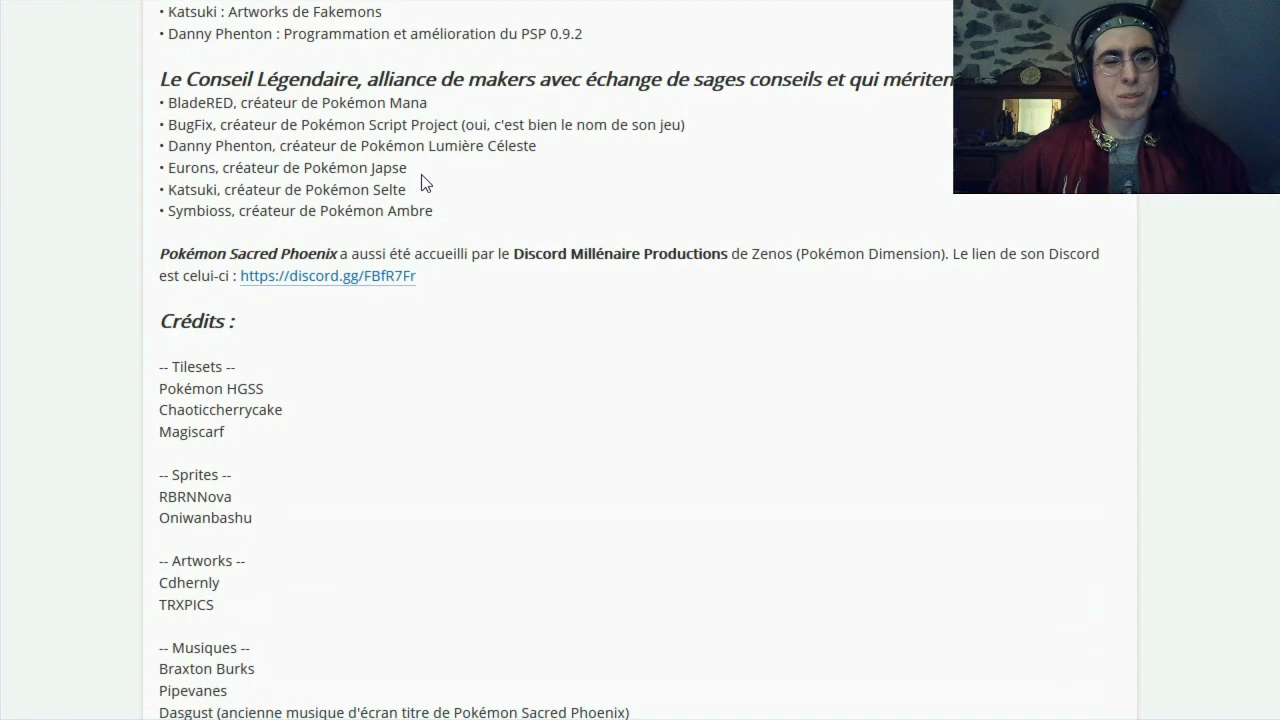 • Katsuki : Artworks de Fakemons
• Danny Phenton : Programmation et amélioration du PSP 0.9.2
Le Conseil Légendaire, alliance de makers avec échange de sages conseils et qui
• BladeRED, créateur de Pokémon Mana
• BugFix, créateur de Pokémon Script Project (oui, c'est bien le nom de son jeu)
• Danny Phenton, créateur de Pokémon Lumière Céleste
• Eurons, créateur de Pokémon Japse
• Katsuki, créateur de Pokémon Selte
• Symbioss, créateur de Pokémon Ambre
Pokémon Sacred Phoenix a aussi été accueilli par le Discord Millénaire Productions de Zenos (Pokémon Dimension). Le lien de son Discord
est celui-ci : https://discord.gg/FBfR7Fr
Crédits :
-- Tilesets --
Pokémon HGSS
Chaoticcherrycake
Magiscarf
-- Sprites --
RBRNNova
Oniwanbashu
-- Artworks --
Cdhernly
TRXPICS
-- Musiques --
Braxton Burks
Pipevanes
Dasgust (ancienne musique d'écran titre de Pokémon Sacred Phoenix)